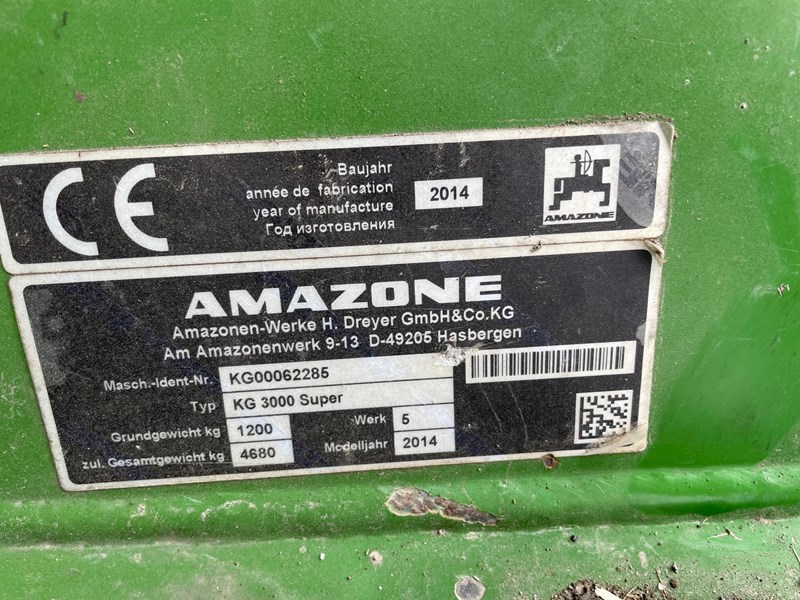 CE
Baujahr
année de fabrication
year of manufacture
Год изготовления
2014
AMAZONE
AMAZONE
Amazonen-Werke H. Dreyer GmbH&Co.KG
Am Amazonenwerk 9-13 D-49205 Hasbergen
Masch.-Ident-Nr. KG00062285
Typ KG 3000 Super
Grundgewicht kg 1200 Werk 5
zul. Gesamtgewicht kg 4680 Modelljahr 2014